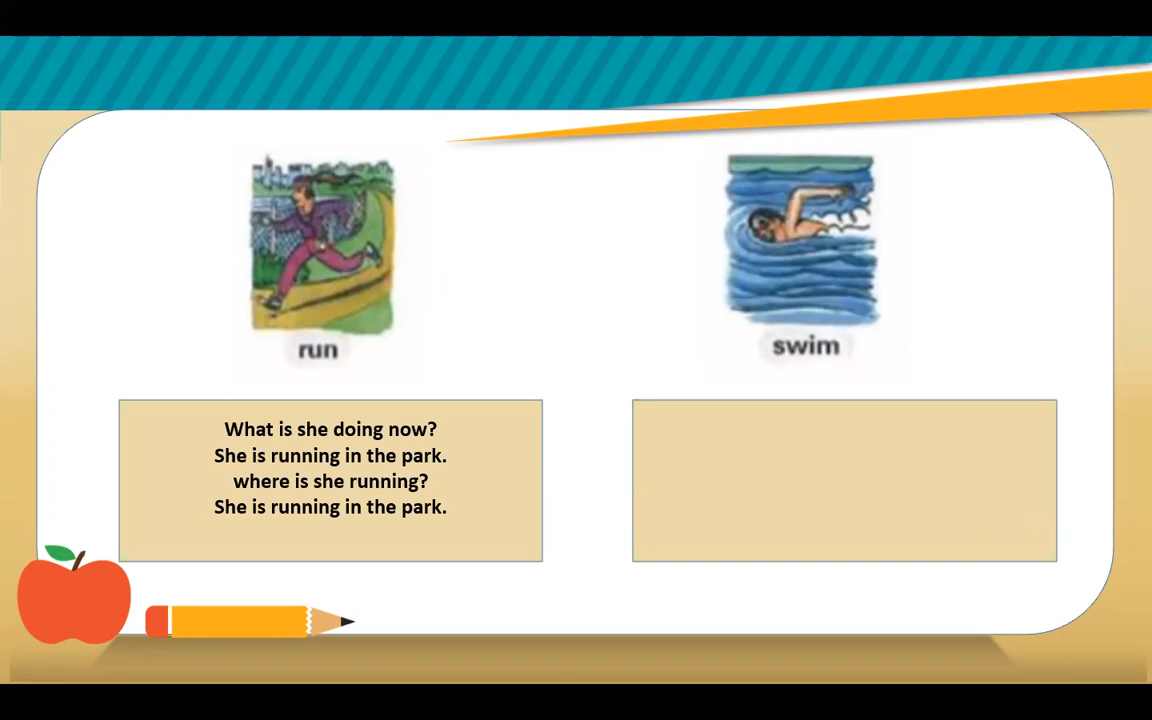 run
swim
What is she doing now?
She is running in the park.
where is she running?
She is running in the park.